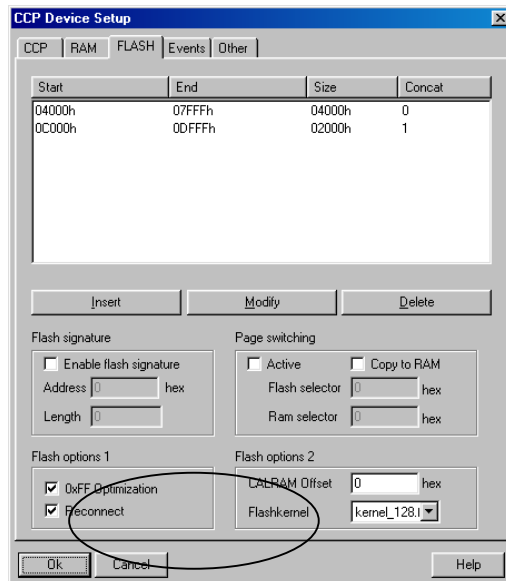 CCP Device Setup
CCP RAM FLASH Events Other
Start End Size Concat
04000h 07FFFh 04000h 0
0C000h 0DFFFh 02000h 1
Insert Modify Delete
Flash signature Page switching
Enable flash signature Active Copy to RAM
Address 0 hex Flash selector 0 hex
Length 0 Ram selector 0 hex
Flash options 1 Flash options 2
0xFF Optimization CALRAM Offset 0 hex
Reconnect Flashkernel kernel_128.
Ok Cancel Help